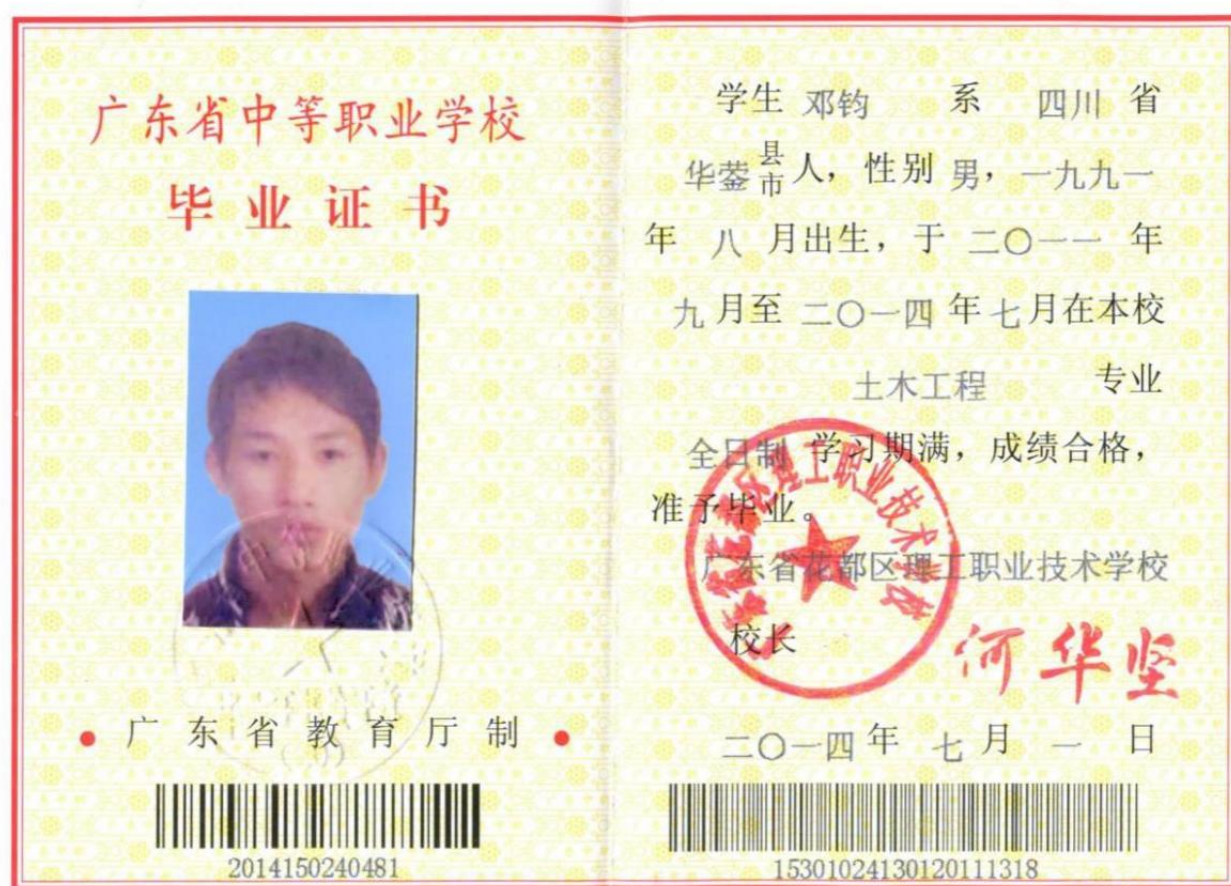 广东省中等职业学校
毕业证书
广东省教育厅制
2014150240481
学生 邓钧 系 四川 省
华蓥 县市 人，性别 男，一九九一
年 八 月出生，于 二〇一一 年
九 月至 二〇一四 年 七 月在本校
土木工程 专业
全日制 学习期满，成绩合格，
准予毕业。
广东省花都区理工职业技术学校
校长 河华坚
二〇一四 年 七 月 一 日
15301024130120111318